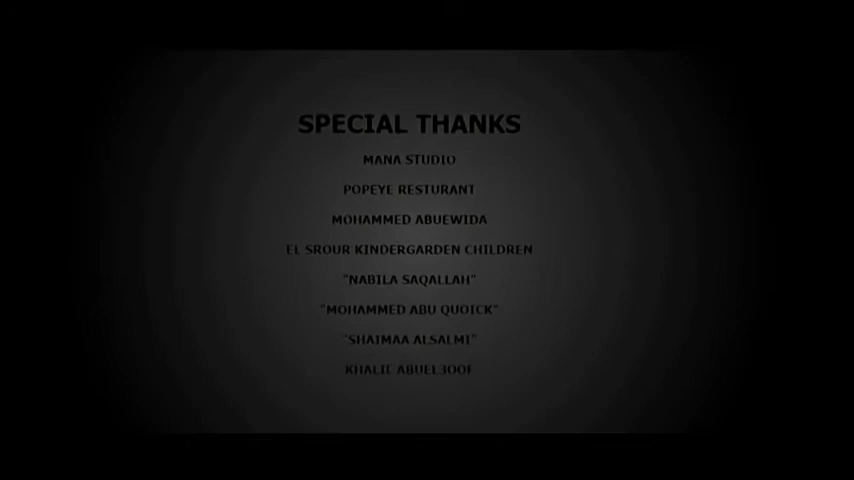 SPECIAL THANKS
MANA STUDIO
POPEYE RESTURANT
MOHAMMED ABUEWIDA
EL SROUR KINDERGARDEN CHILDREN
"NABILA SAQALLAH"
"MOHAMMED ABU QUOICK"
"SHAIMAA ALSALMI"
KHALIL ABUEL3OOF